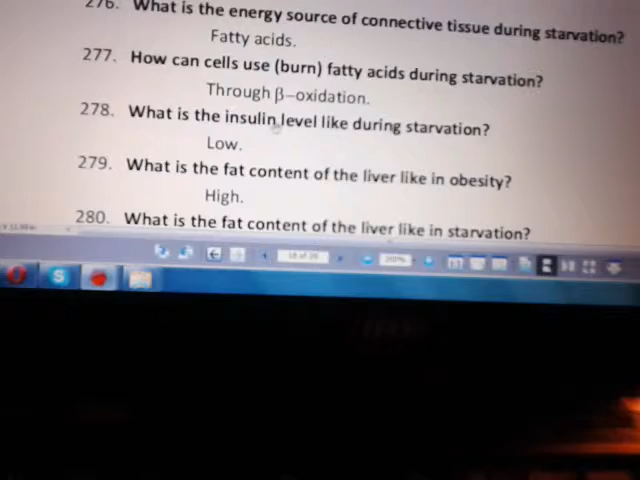 276. What is the energy source of connective tissue during starvation?
Fatty acids.
277. How can cells use (burn) fatty acids during starvation?
Through β–oxidation.
278. What is the insulin level like during starvation?
Low.
279. What is the fat content of the liver like in obesity?
High.
280. What is the fat content of the liver like in starvation?
200%